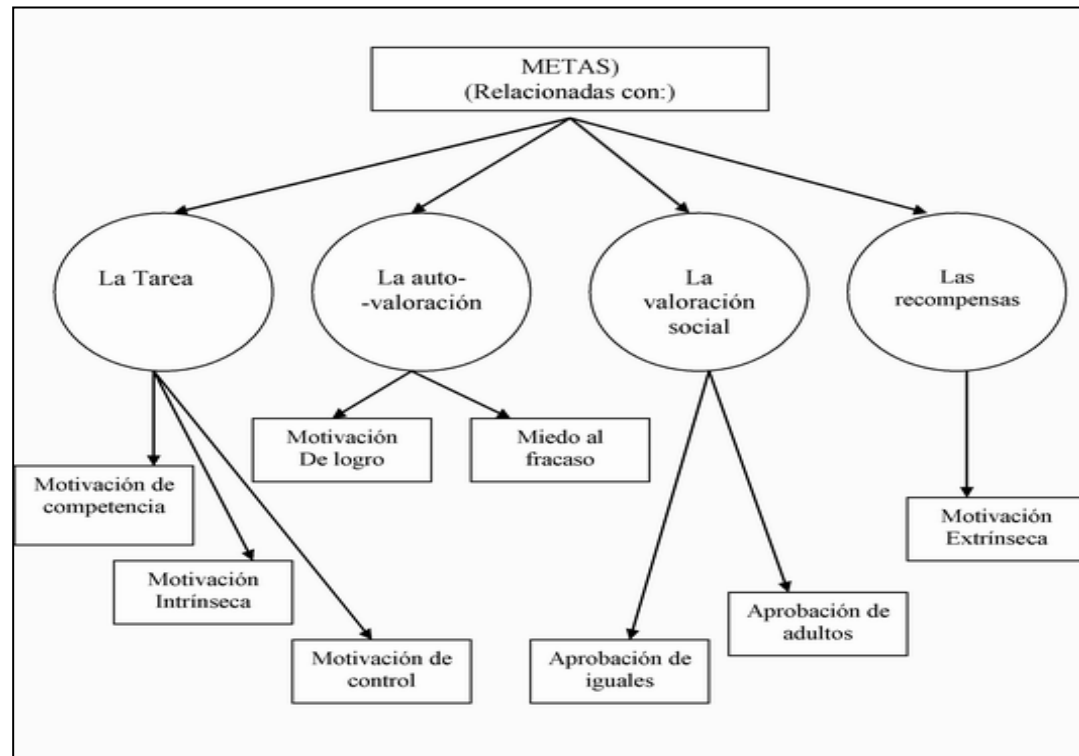 METAS)
(Relacionadas con:)
La Tarea
La auto-
-valoración
La
valoración
social
Las
recompensas
Motivación
De logro
Miedo al
fracaso
Motivación de
competencia
Motivación
Extrínseca
Motivación
Intrínseca
Aprobación de
adultos
Motivación de
control
Aprobación de
iguales